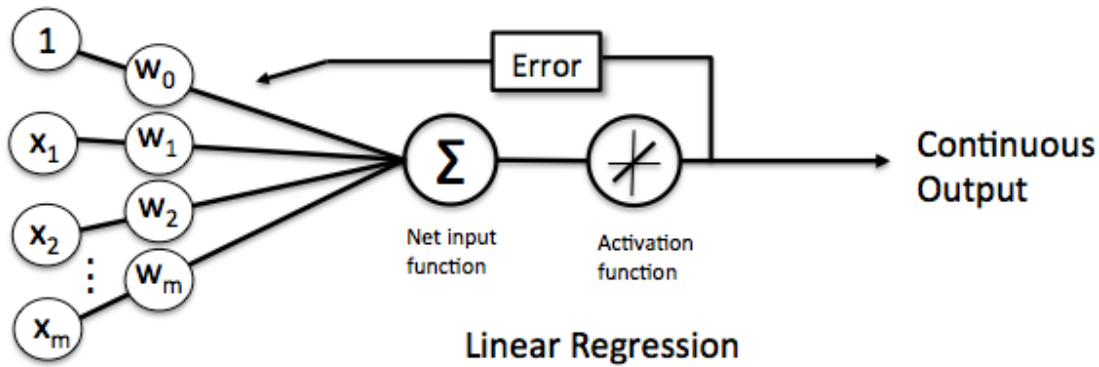 1
w0
Error
x1
w1
Σ
Continuous
Output
x2
w2
Net input
function
Activation
function
⋮
wm
xm
Linear Regression